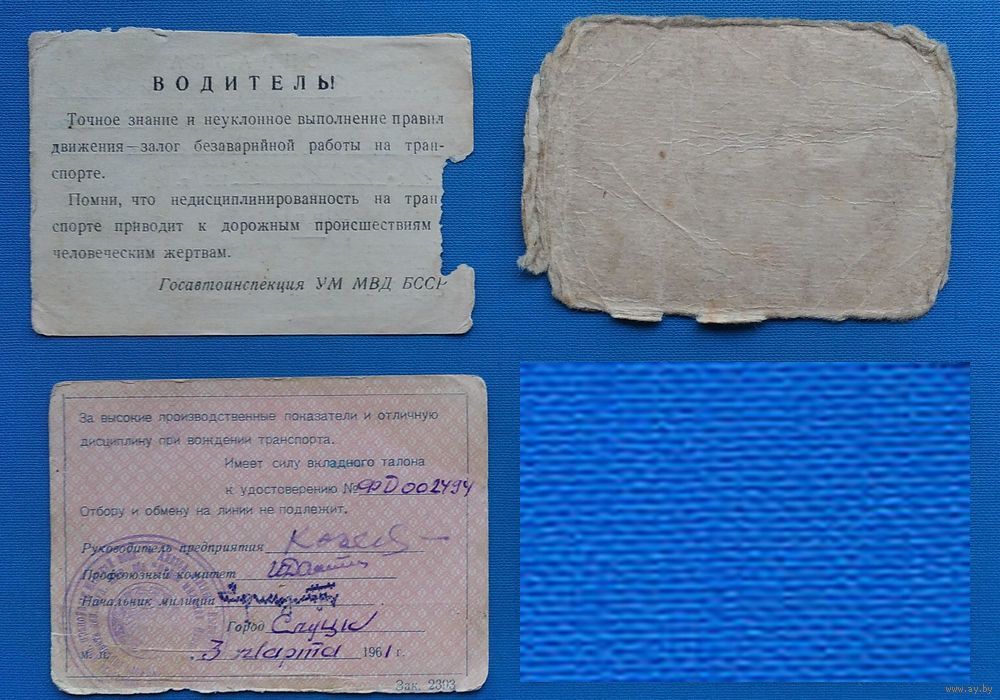 ВОДИТЕЛЬ
Точное знание и неуклонное выполнение правил
движения — залог безаварийной работы на тран-
спорте.
Помни, что недисциплинированность на тран
спорте приводит к дорожным происшествиям
человеческим жертвам.
Госавтоинспекция УМ МВД БССР
За высокие производственные показатели и отличную
дисциплину при вождении транспорта.
Имеет силу вкладного талона
к удостоверению № ФД 002494
Отбору и обмену на линии не подлежит.
Руководитель предприятия
Профсоюзный комитет
Начальник милиции
Город Слуцк
М. П. 3 марта 1961 г.
Зак. 2303
www.ay.by